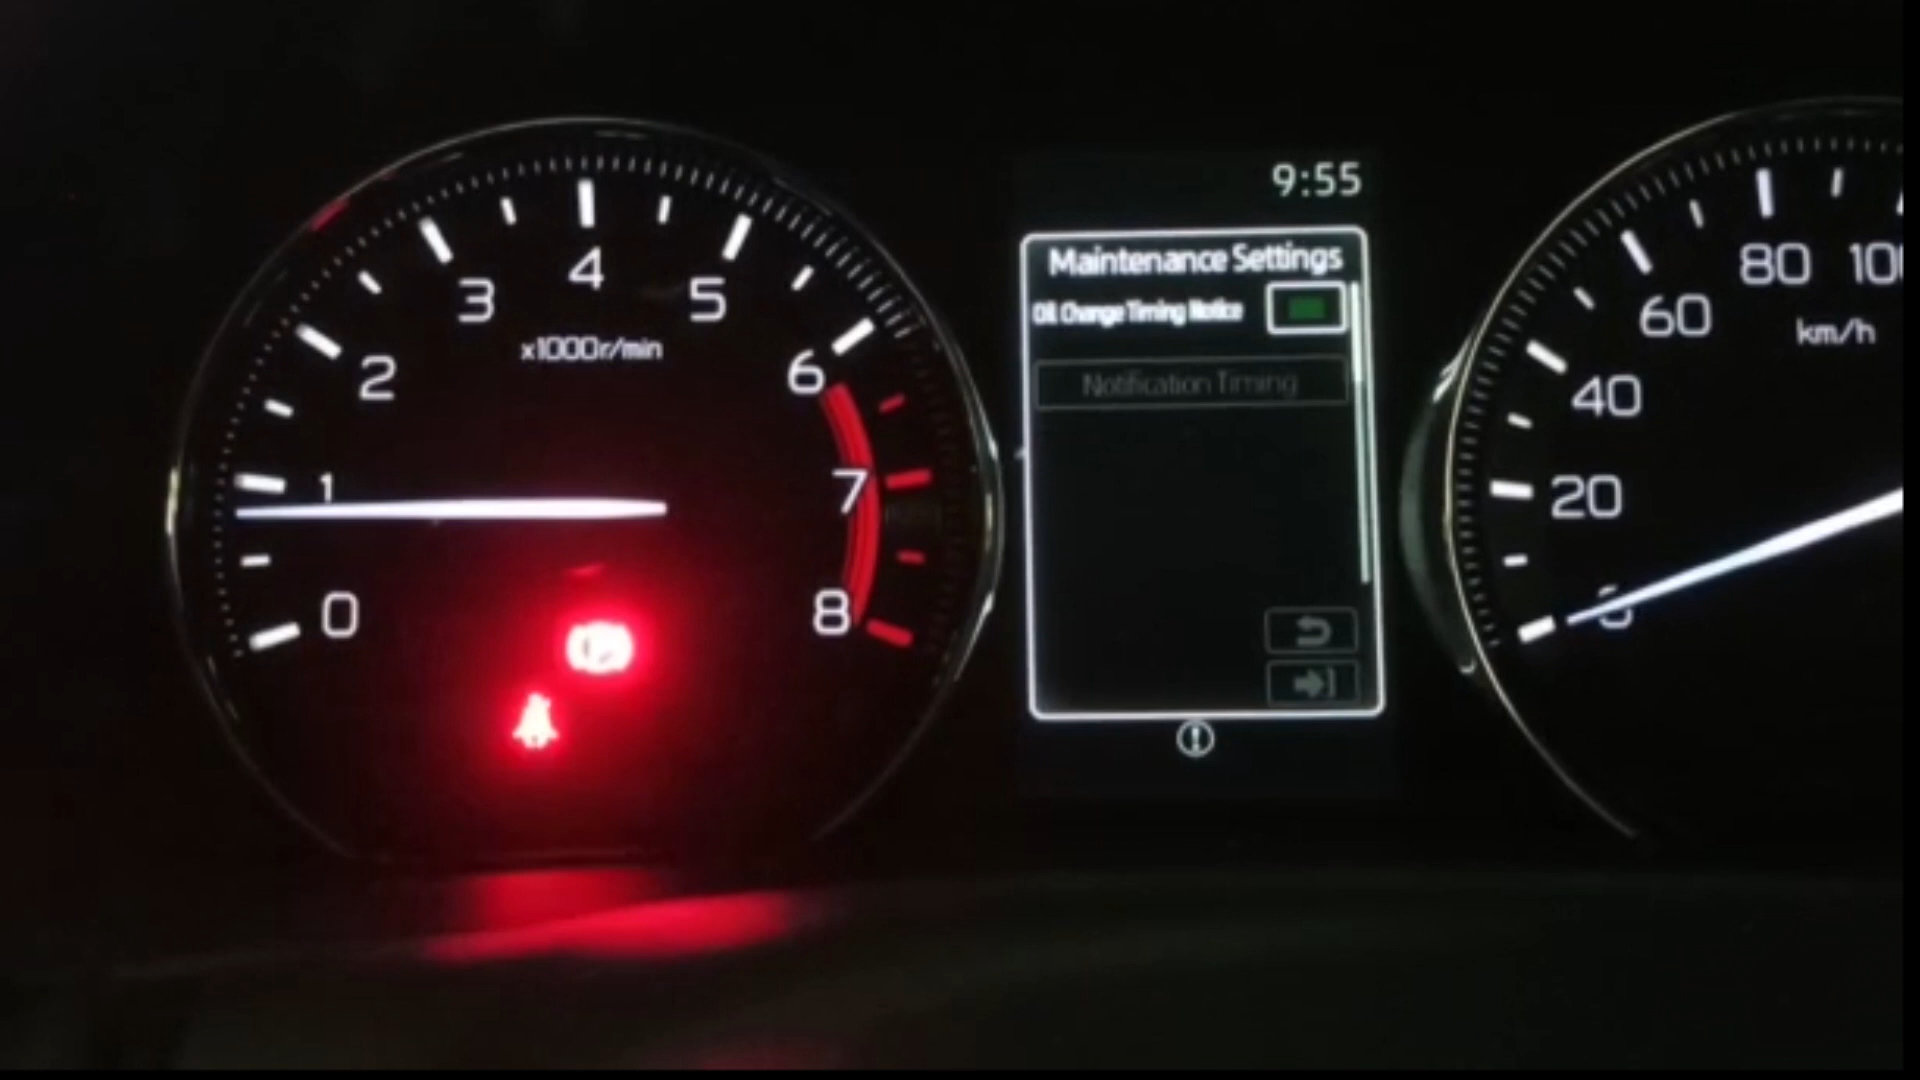 9:55
Maintenance Settings
Oil Change Timing Notice
Notification Timing
0
1
2
3
4
5
6
7
8
x1000r/min
20
40
60
80
km/h